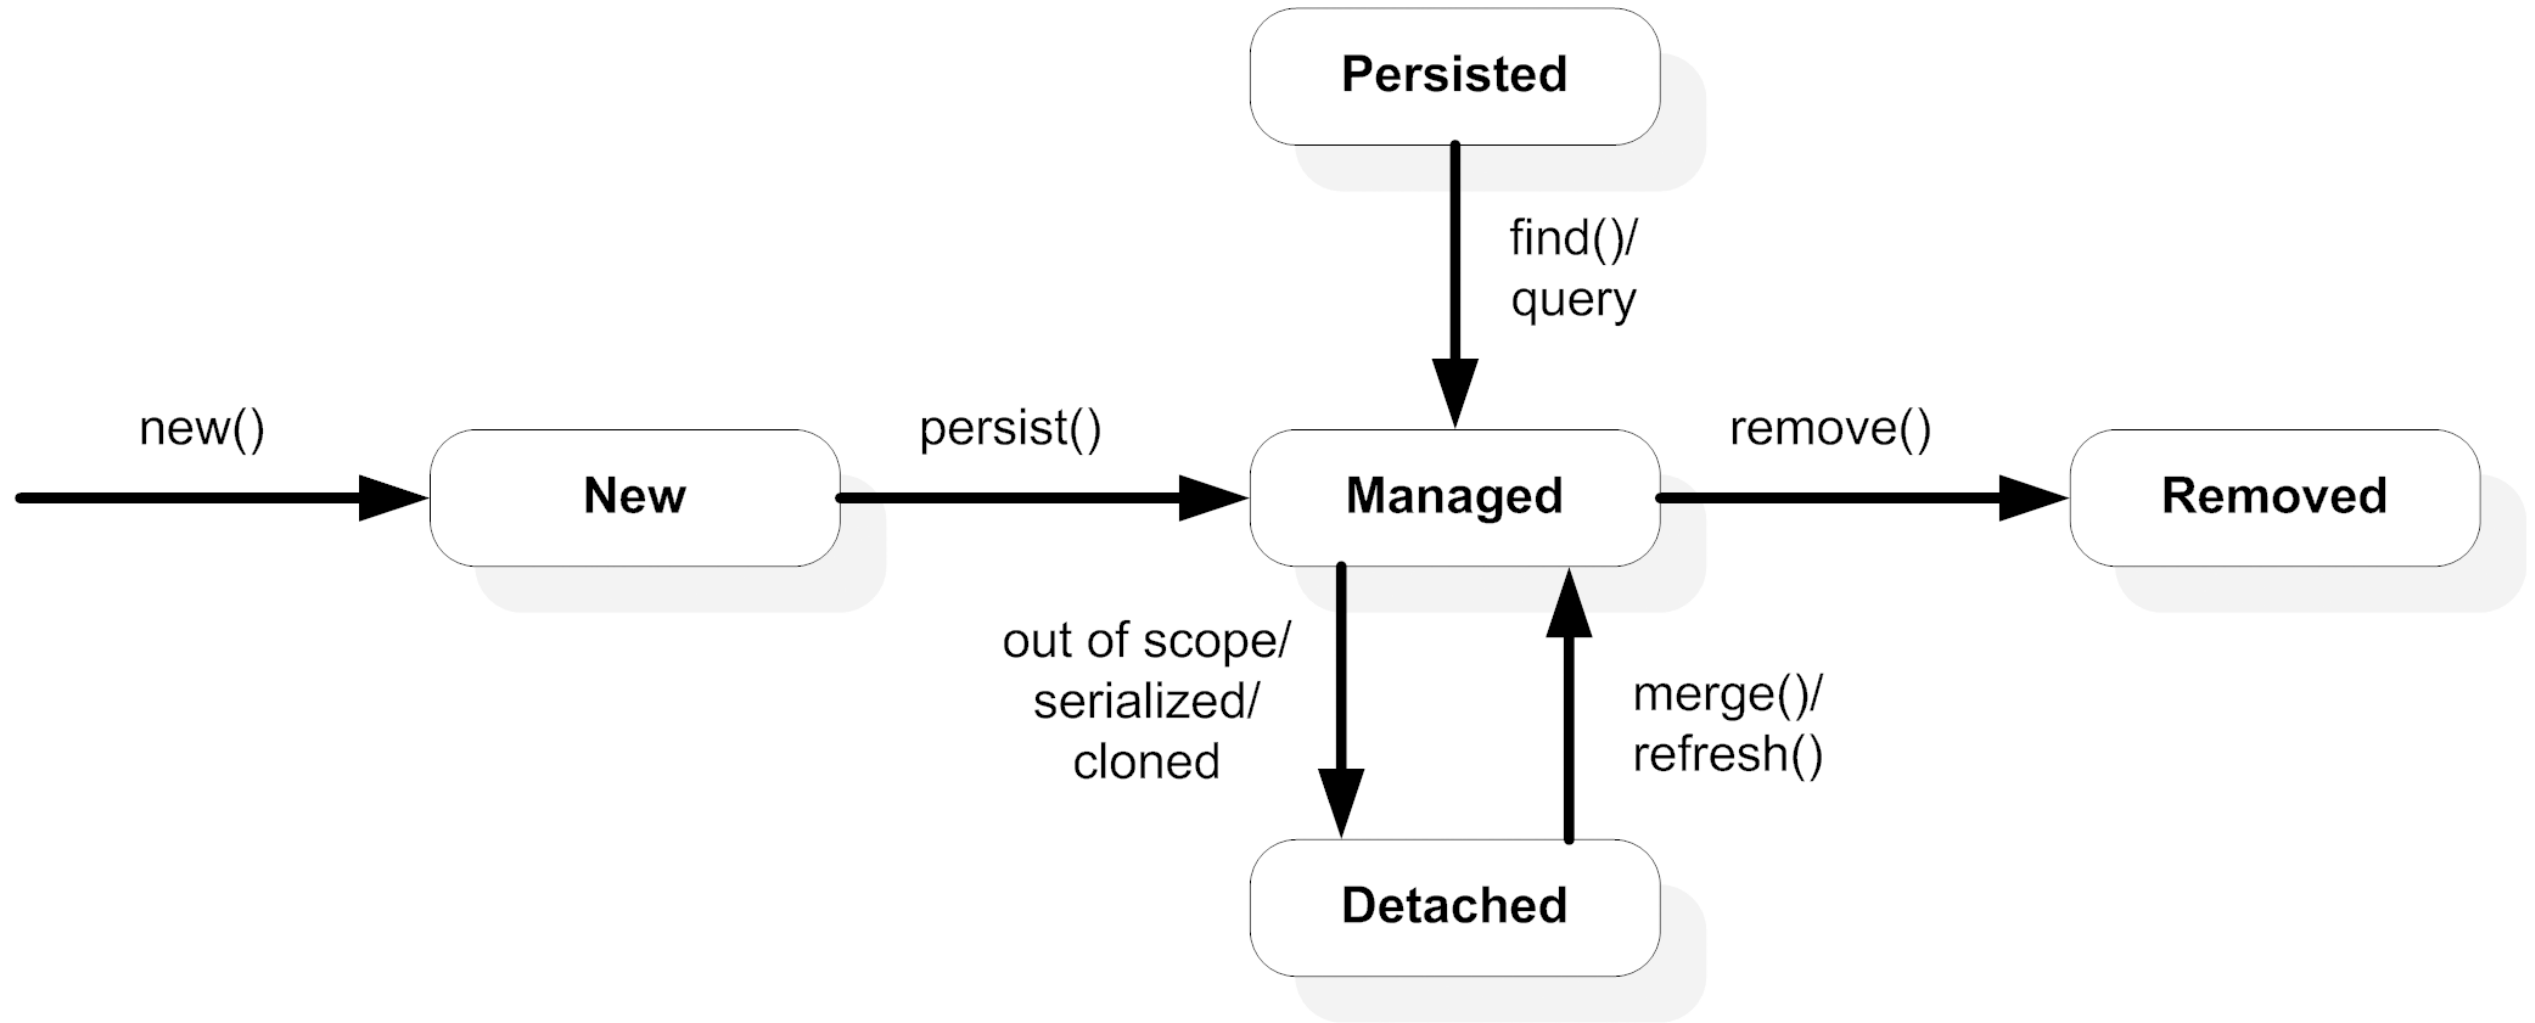 Persisted
find()/
query
new()
New
persist()
Managed
remove()
Removed
out of scope/
serialized/
cloned
merge()/
refresh()
Detached